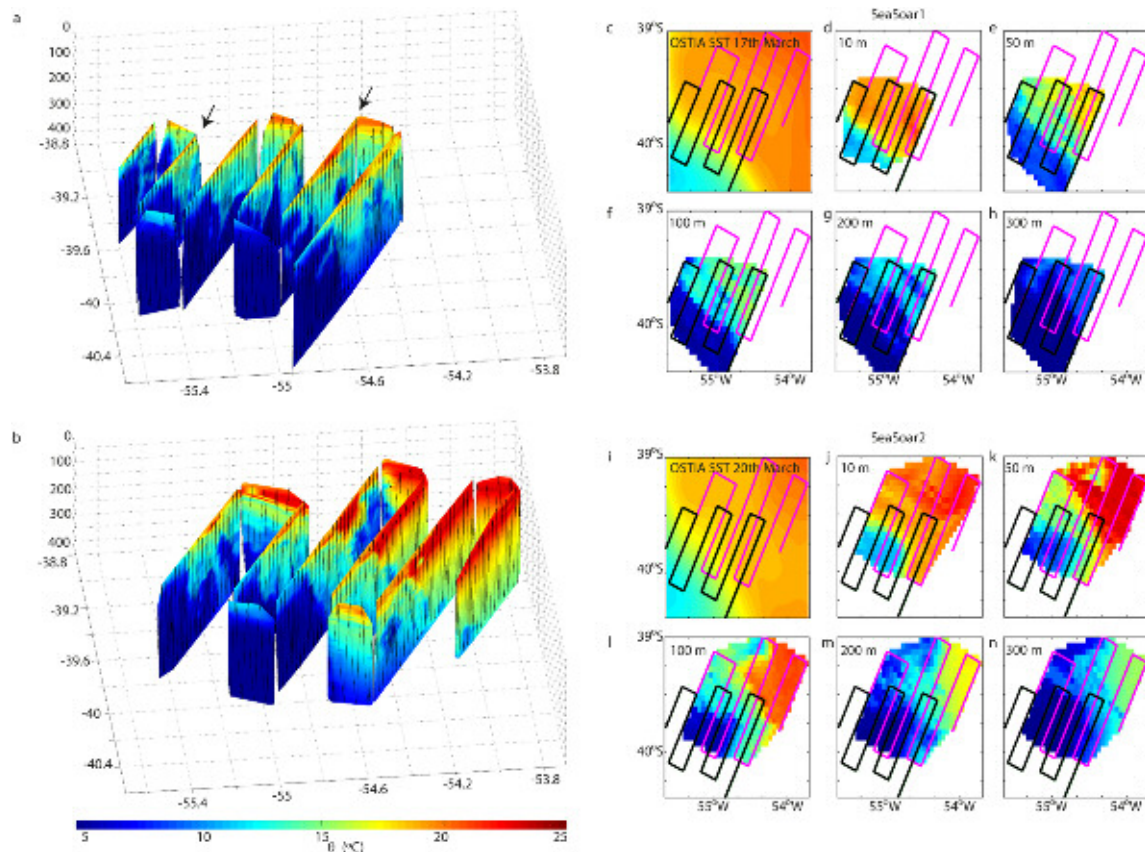 a
0
100
200
300
400
-38.8
-39.2
-39.6
-40
-40.4
-55.4
-55
-54.6
-54.2
-53.8
b
0
100
200
300
400
-38.8
-39.2
-39.6
-40
-40.4
-55.4
-55
-54.6
-54.2
-53.8
5
10
15
20
25
θ (ºC)
SeaSoar1
c
d
e
39°S
OSTIA SST 17th March
10 m
50 m
40°S
f
g
h
39°S
100 m
200 m
300 m
40°S
55°W
54°W
55°W
54°W
55°W
54°W
SeaSoar2
i
j
k
39°S
OSTIA SST 20th March
10 m
50 m
40°S
l
m
n
39°S
100 m
200 m
300 m
40°S
55°W
54°W
55°W
54°W
55°W
54°W